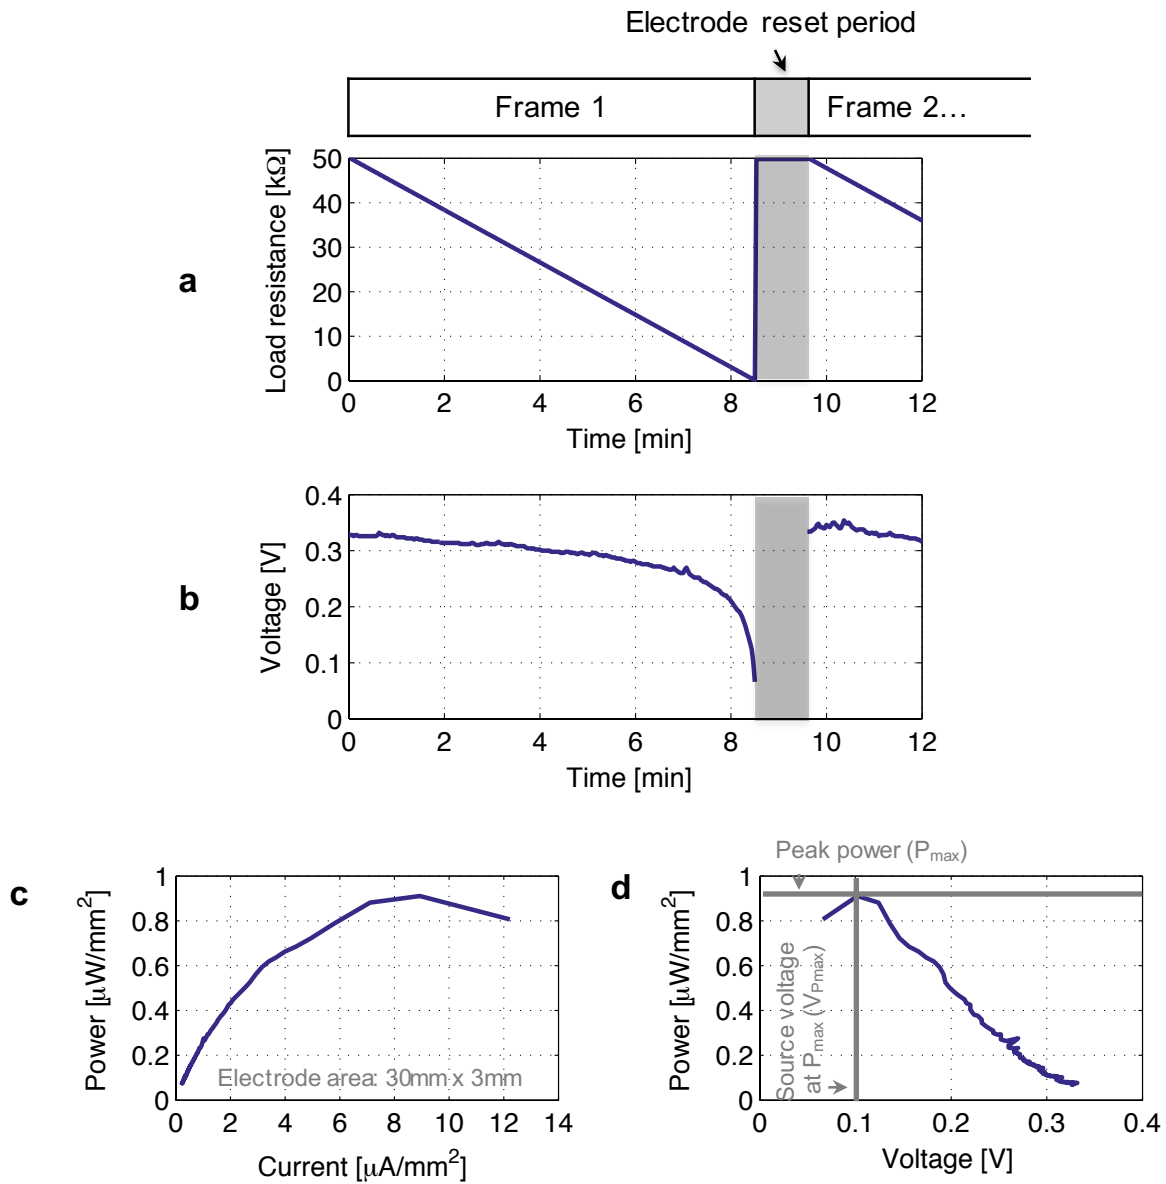 Electrode reset period
Frame 1
Frame 2...
a
Load resistance [kΩ]
50
40
30
20
10
0
0 2 4 6 8 10 12
Time [min]
b
Voltage [V]
0.4
0.3
0.2
0.1
0
0 2 4 6 8 10 12
Time [min]
c
Power [μW/mm²]
1
0.8
0.6
0.4
0.2
0
Electrode area: 30mm x 3mm
0 2 4 6 8 10 12 14
Current [μA/mm²]
d
Peak power (Pmax)
Power [μW/mm²]
1
0.8
0.6
0.4
0.2
0
Source voltage
at Pmax (VPmax)
0 0.1 0.2 0.3 0.4
Voltage [V]